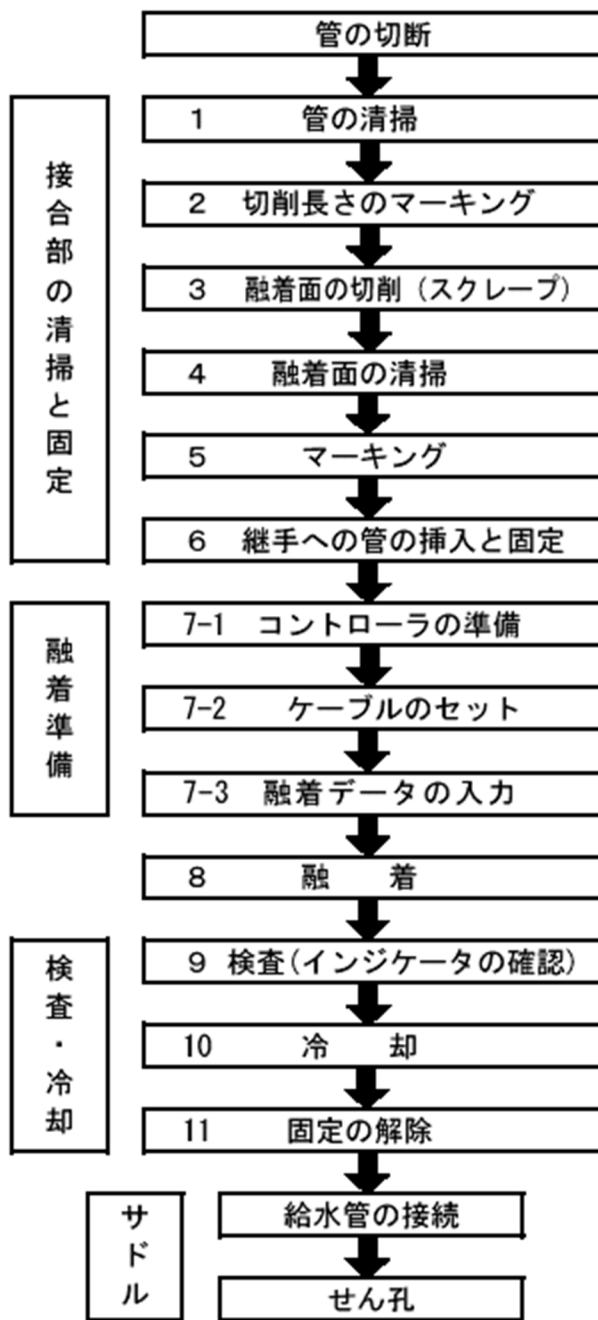 管の切断
接合部の清掃と固定
1 管の清掃
2 切削長さのマーキング
3 融着面の切削(スクレープ)
4 融着面の清掃
5 マーキング
6 継手への管の挿入と固定
融着準備
7-1 コントローラの準備
7-2 ケーブルのセット
7-3 融着データの入力
8 融 着
検査・冷却
9 検査(インジケータの確認)
10 冷 却
11 固定の解除
サドル
給水管の接続
せん孔